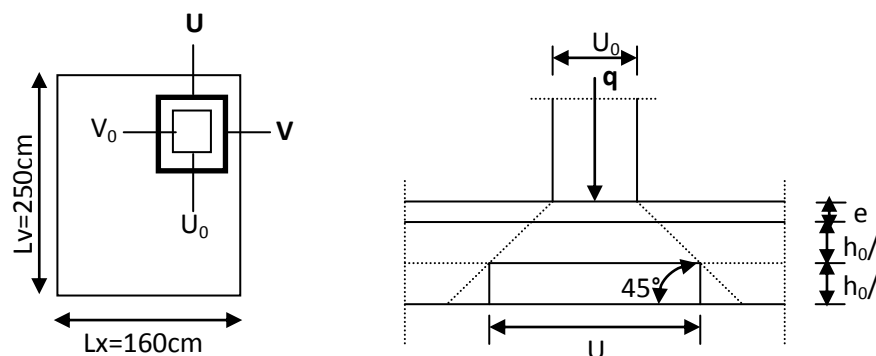 U
V₀
V
U₀
Lv=250cm
Lx=160cm
U₀
q
e
h₀/
h₀/
45°
U